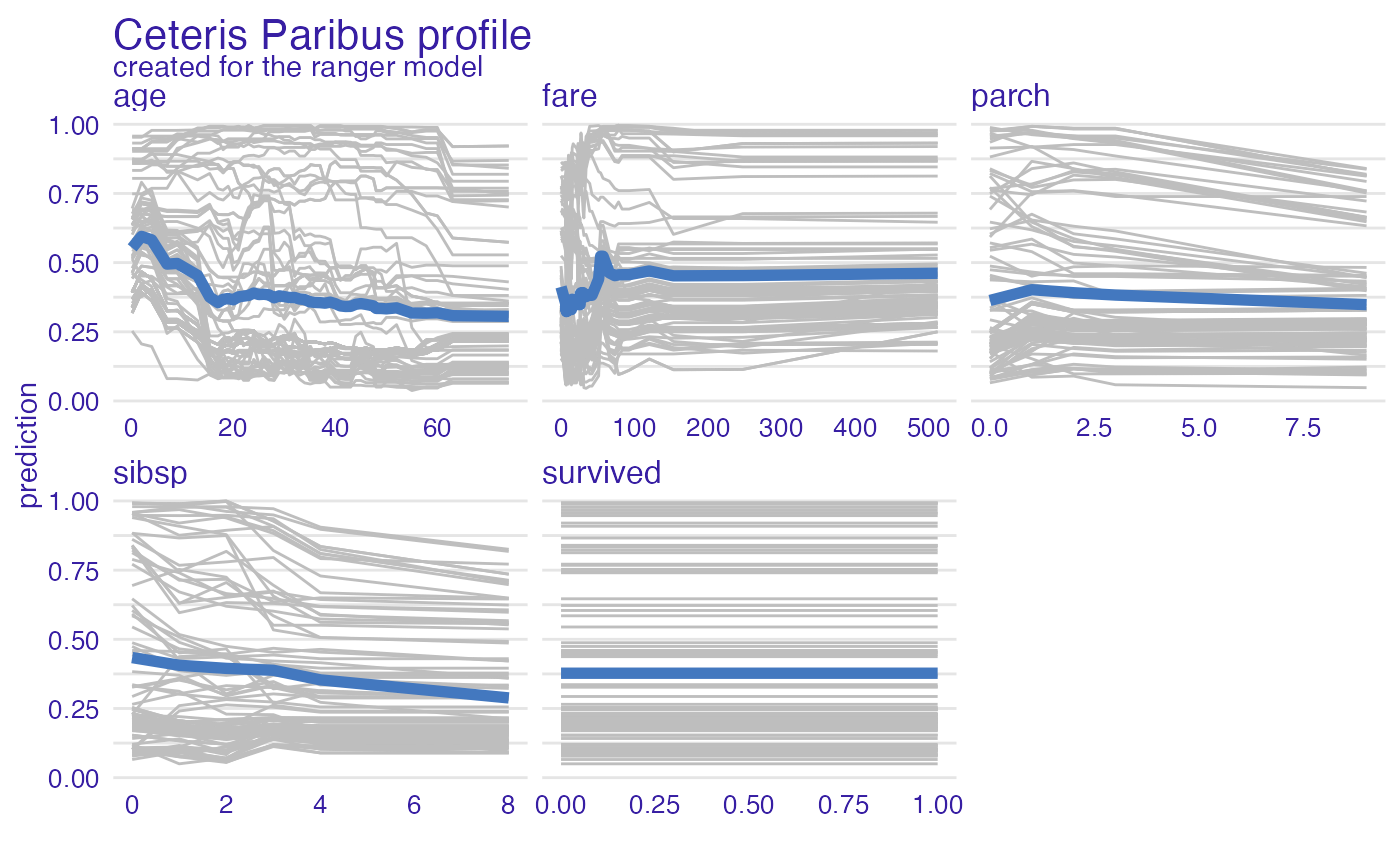 Ceteris Paribus profile
created for the ranger model
age fare parch
1.00
0.75
0.50
0.25
0.00
0 20 40 60 0 100 200 300 400 500 0.0 2.5 5.0 7.5
prediction
sibsp survived
1.00
0.75
0.50
0.25
0.00
0 2 4 6 8 0.00 0.25 0.50 0.75 1.00